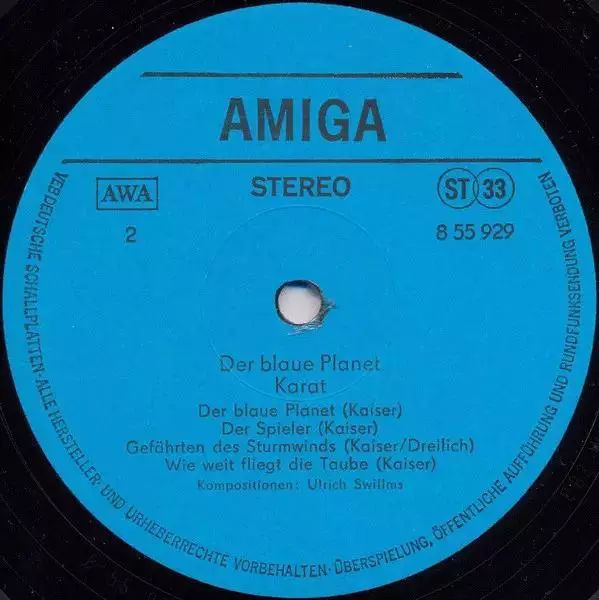 AMIGA
AWA
STEREO
ST 33
2
8 55 929
Der blaue Planet
Karat
Der blaue Planet (Kaiser)
Der Spieler (Kaiser)
Gefährten des Sturmwinds (Kaiser/Dreilich)
Wie weit fliegt die Taube (Kaiser)
Kompositionen: Ulrich Swillms
VEB DEUTSCHE SCHALLPLATTEN · ALLE HERSTELLER- UND URHEBERRECHTE VORBEHALTEN · ÜBERSPIELUNG, ÖFFENTLICHE AUFFÜHRUNG UND RUNDFUNKSENDUNG VERBOTEN